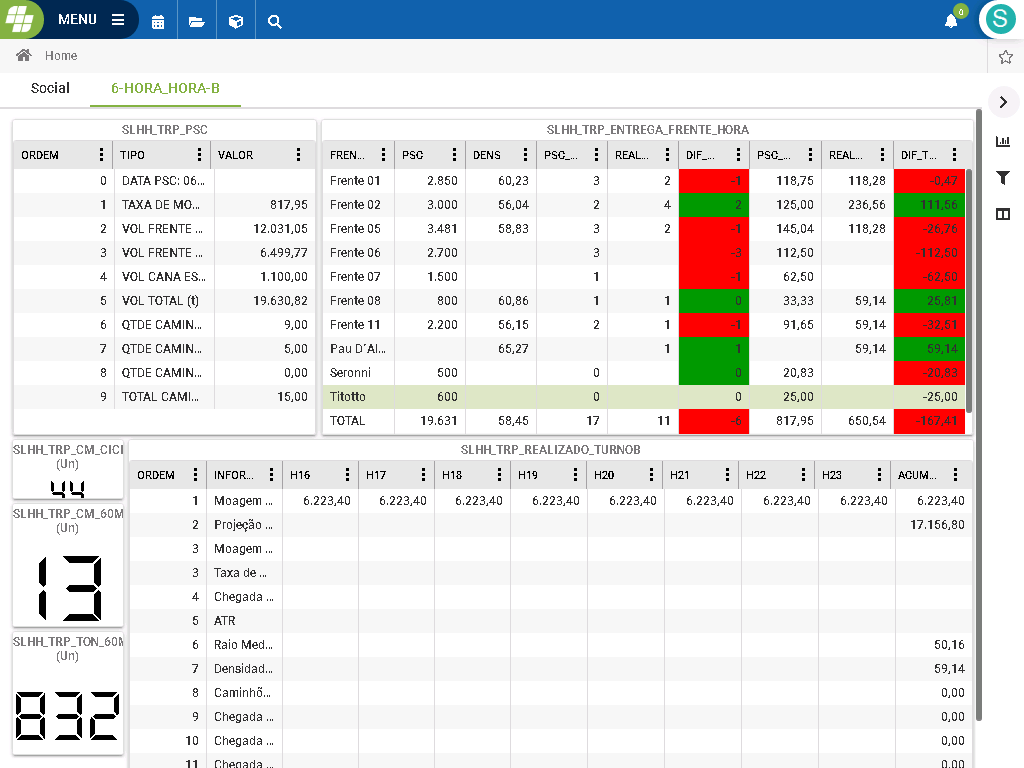 MENU
0
S
Home
Social
6-HORA_HORA-B
SLHH_TRP_PSC
ORDEM TIPO VALOR
0 DATA PSC: 06...
1 TAXA DE MO... 817,95
2 VOL FRENTE ... 12.031,05
3 VOL FRENTE ... 6.499,77
4 VOL CANA ES... 1.100,00
5 VOL TOTAL (t) 19.630,82
6 QTDE CAMIN... 9,00
7 QTDE CAMIN... 5,00
8 QTDE CAMIN... 0,00
9 TOTAL CAMI... 15,00
SLHH_TRP_ENTREGA_FRENTE_HORA
FREN... PSC DENS PSC_... REAL... DIF_... PSC_... REAL... DIF_T...
Frente 01 2.850 60,23 3 2 -1 118,75 118,28 -0,47
Frente 02 3.000 56,04 2 4 2 125,00 236,56 111,56
Frente 05 3.481 58,83 3 2 -1 145,04 118,28 -26,76
Frente 06 2.700 3 -3 112,50 -112,50
Frente 07 1.500 1 -1 62,50 -62,50
Frente 08 800 60,86 1 1 0 33,33 59,14 25,81
Frente 11 2.200 56,15 2 1 -1 91,65 59,14 -32,51
Pau D´Al... 65,27 1 1 59,14 59,14
Seronni 500 0 0 20,83 -20,83
Titotto 600 0 0 25,00 -25,00
TOTAL 19.631 58,45 17 11 -6 817,95 650,54 -167,41
SLHH_TRP_CM_CICI
(Un)
44
SLHH_TRP_CM_60M
(Un)
13
SLHH_TRP_TON_60M
(Un)
832
SLHH_TRP_REALIZADO_TURNOB
ORDEM INFOR... H16 H17 H18 H19 H20 H21 H22 H23 ACUM...
1 Moagem ... 6.223,40 6.223,40 6.223,40 6.223,40 6.223,40 6.223,40 6.223,40 6.223,40 6.223,40
2 Projeção ... 17.156,80
3 Moagem ...
3 Taxa de ...
4 Chegada ...
5 ATR
6 Raio Med... 50,16
7 Densidad... 59,14
8 Caminhõ... 0,00
9 Chegada ... 0,00
10 Chegada ... 0,00
11 Chegada ... 0,00